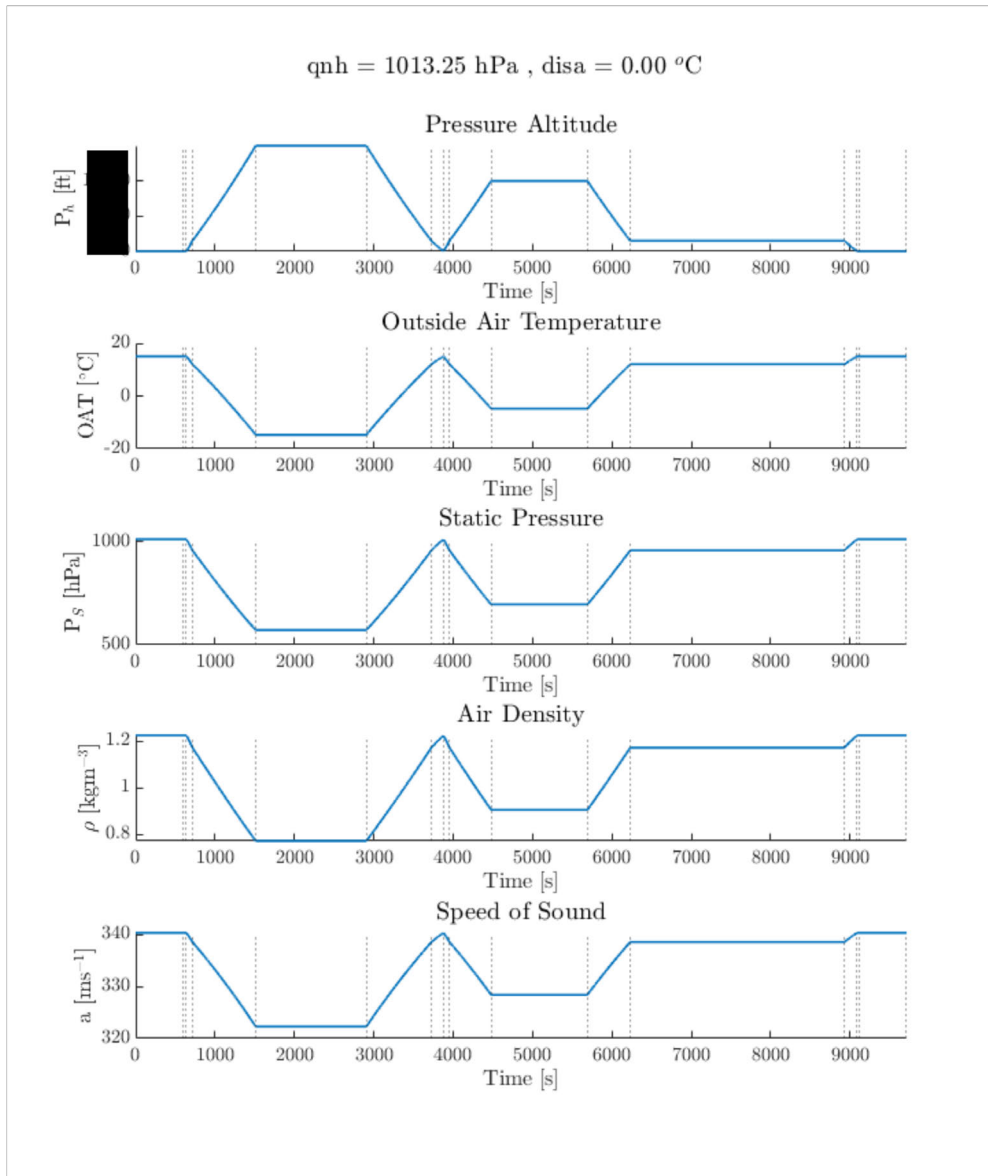 qnh = 1013.25 hPa , disa = 0.00 °C
Pressure Altitude
P_h [ft]
0 1000 2000 3000 4000 5000 6000 7000 8000 9000
Time [s]
Outside Air Temperature
OAT [°C]
20
0
-20
0 1000 2000 3000 4000 5000 6000 7000 8000 9000
Time [s]
Static Pressure
P_S [hPa]
1000
500
0 1000 2000 3000 4000 5000 6000 7000 8000 9000
Time [s]
Air Density
ρ [kgm⁻³]
1.2
1
0.8
0 1000 2000 3000 4000 5000 6000 7000 8000 9000
Time [s]
Speed of Sound
a [ms⁻¹]
340
330
320
0 1000 2000 3000 4000 5000 6000 7000 8000 9000
Time [s]